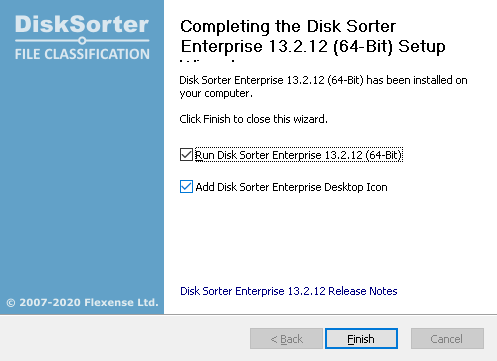 DiskSorter
FILE CLASSIFICATION
Completing the Disk Sorter
Enterprise 13.2.12 (64-Bit) Setup
Disk Sorter Enterprise 13.2.12 (64-Bit) has been installed on
your computer.
Click Finish to close this wizard.
Run Disk Sorter Enterprise 13.2.12 (64-Bit)
Add Disk Sorter Enterprise Desktop Icon
Disk Sorter Enterprise 13.2.12 Release Notes
© 2007-2020 Flexense Ltd.
< Back
Finish
Cancel